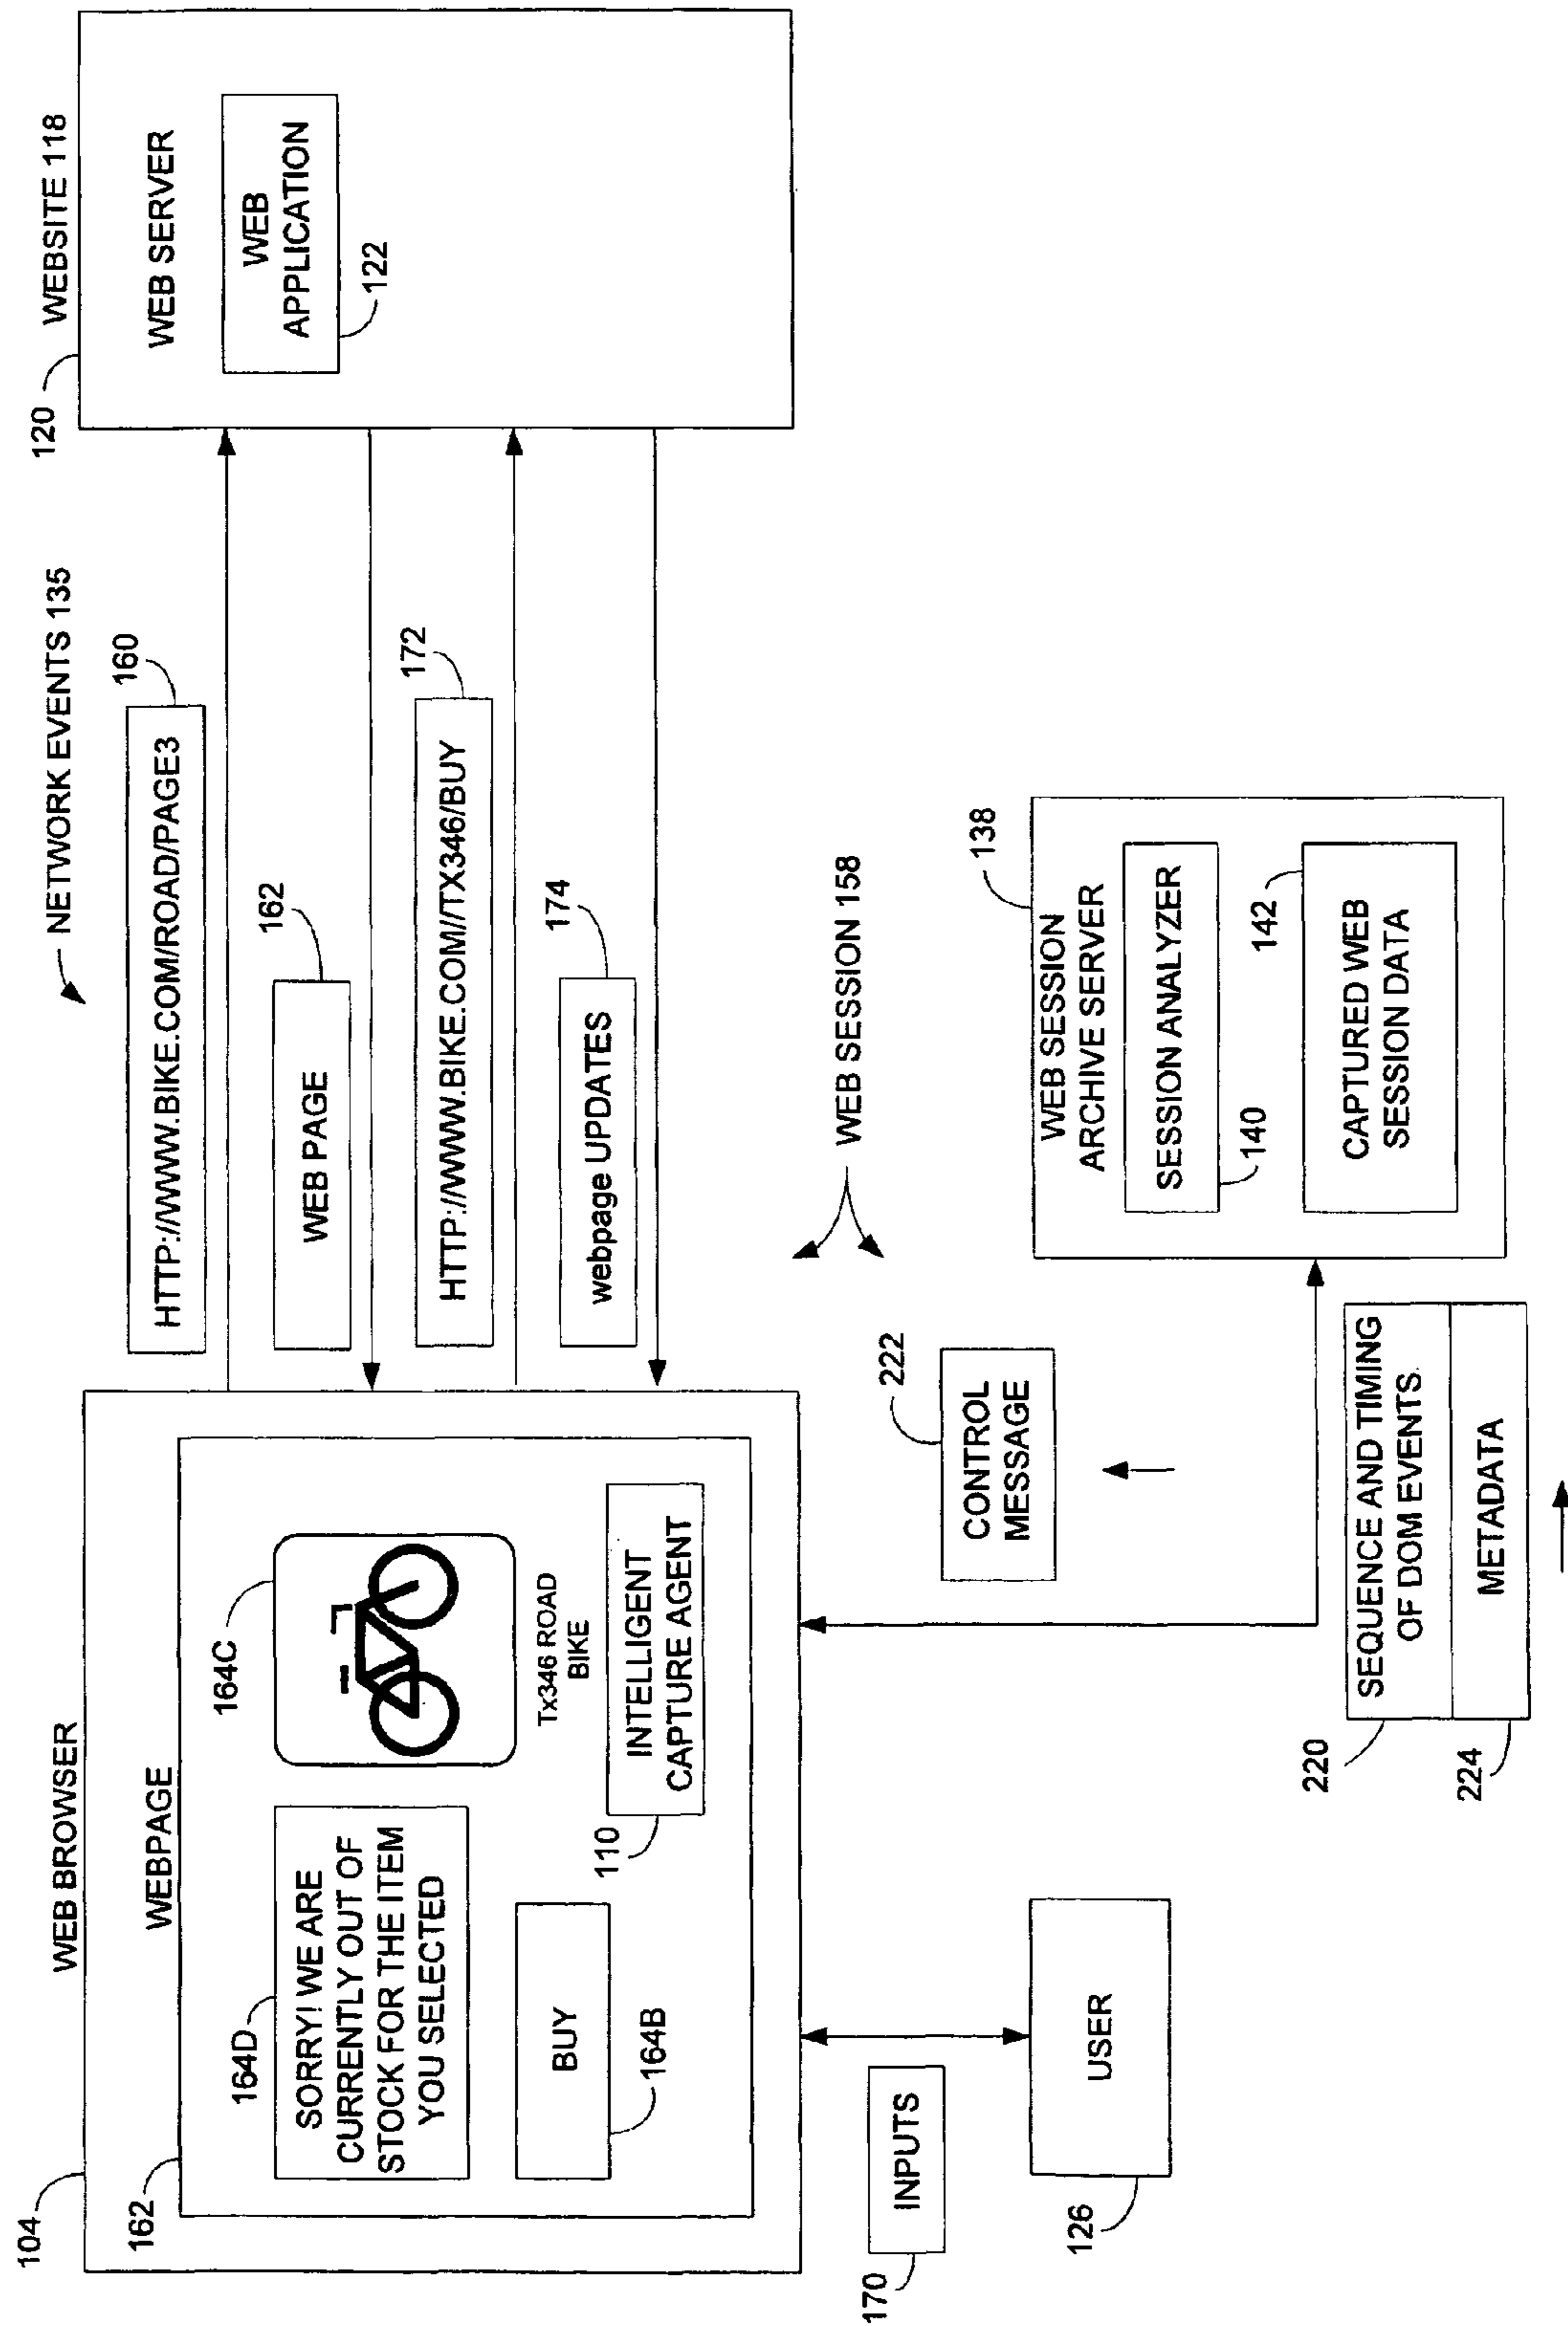 104
WEB BROWSER
162
WEBPAGE
164D
SORRY! WE ARE
CURRENTLY OUT OF
STOCK FOR THE ITEM
YOU SELECTED
164C
Tx346 ROAD
BIKE
BUY
164B
110
INTELLIGENT
CAPTURE AGENT
NETWORK EVENTS 135
HTTP://WWW.BIKE.COM/ROAD/PAGE3
160
WEB PAGE
162
HTTP://WWW.BIKE.COM//TX346/BUY
172
webpage UPDATES
174
120
WEBSITE 118
WEB SERVER
WEB
APPLICATION
122
WEB SESSION 158
170
INPUTS
126
USER
CONTROL
MESSAGE
222
WEB SESSION
ARCHIVE SERVER
138
SESSION ANALYZER
140
142
CAPTURED WEB
SESSION DATA
220
SEQUENCE AND TIMING
OF DOM EVENTS
224
METADATA